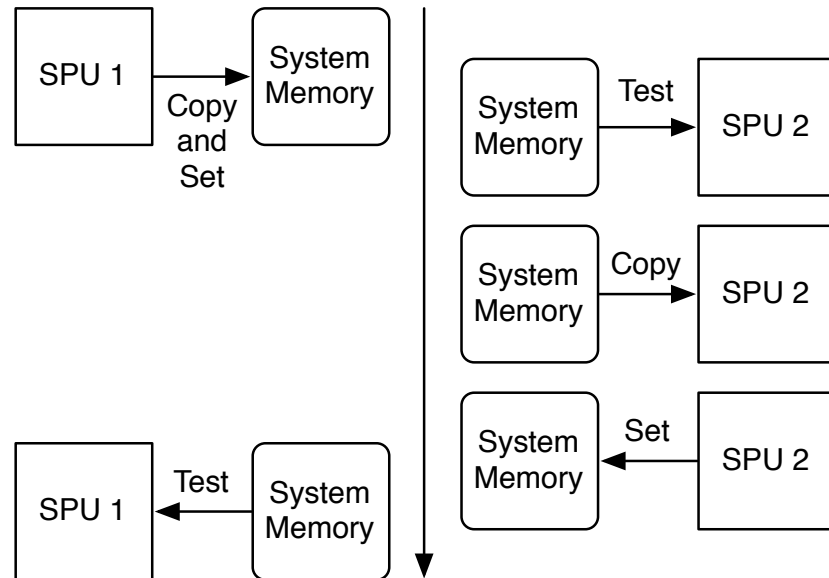 SPU 1
System
Memory
Copy
and
Set
System
Memory
Test
SPU 2
System
Memory
Copy
SPU 2
System
Memory
Set
SPU 2
SPU 1
Test
System
Memory